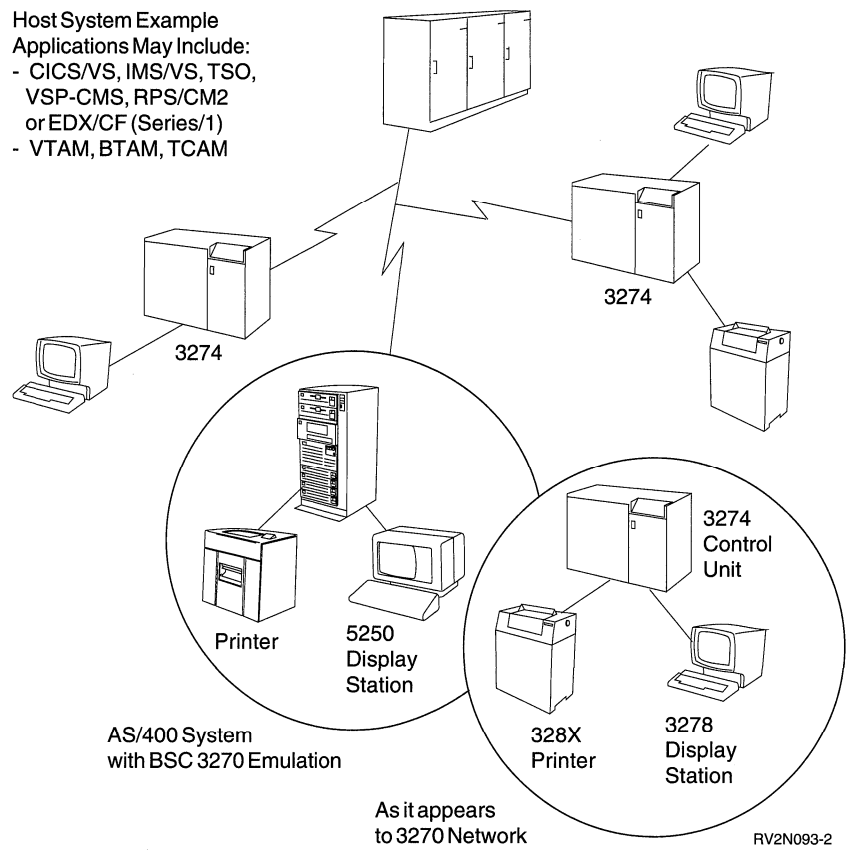 Host System Example
Applications May Include:
- CICS/VS, IMS/VS, TSO,
VSP-CMS, RPS/CM2
or EDX/CF (Series/1)
- VTAM, BTAM, TCAM
3274
3274
Printer
5250
Display
Station
3274
Control
Unit
328X
Printer
3278
Display
Station
AS/400 System
with BSC 3270 Emulation
As it appears
to 3270 Network
RV2N093-2